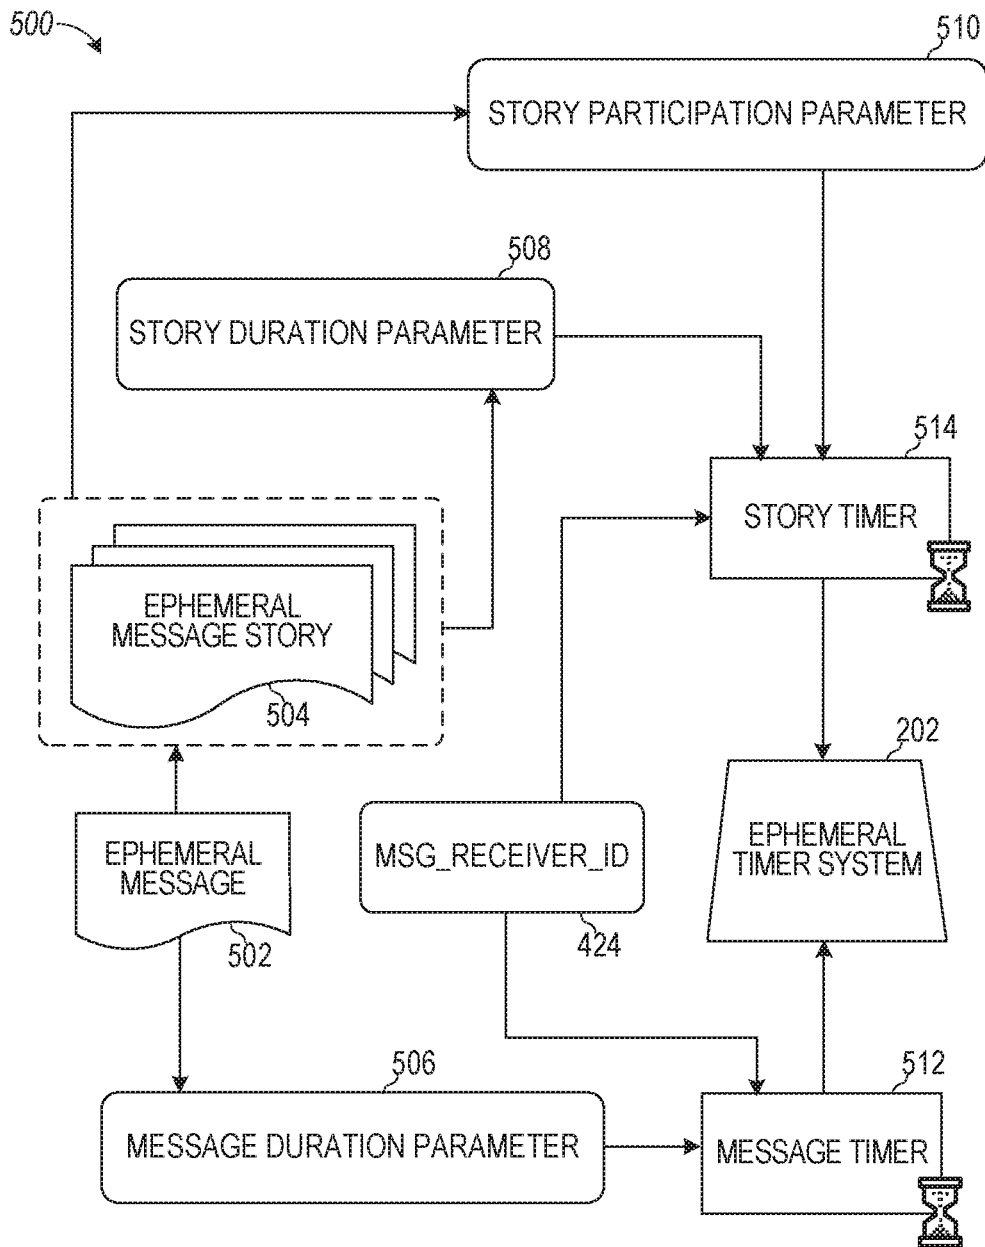 500
510
STORY PARTICIPATION PARAMETER
508
STORY DURATION PARAMETER
514
STORY TIMER
EPHEMERAL
MESSAGE STORY
504
202
EPHEMERAL
TIMER SYSTEM
MSG_RECEIVER_ID
424
EPHEMERAL
MESSAGE
502
506
MESSAGE DURATION PARAMETER
512
MESSAGE TIMER